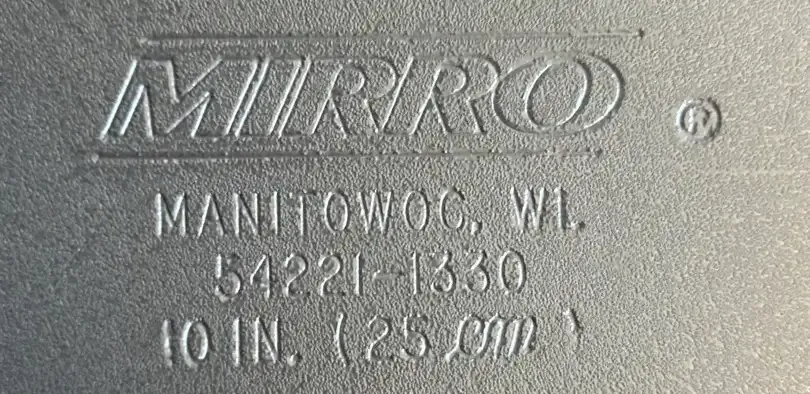 MIRRO ®
MANITOWOC, WI.
54221-1330
10 IN. (25 cm)